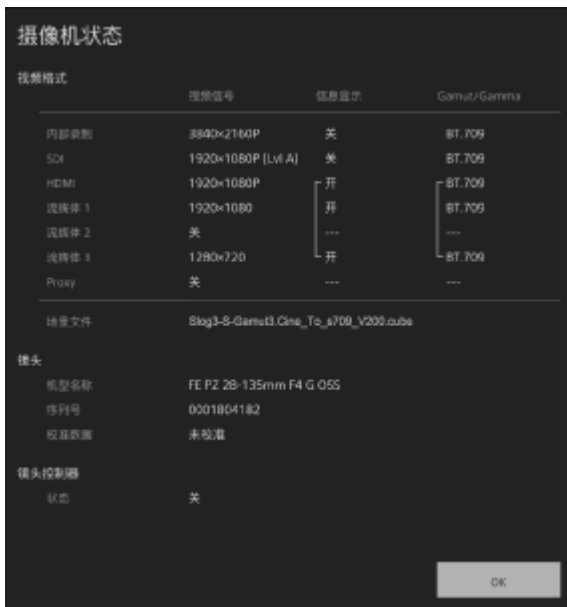 摄像机状态
视频格式
视频信号 信息显示 Gamut/Gamma
内部录制 3840×2160P 关 BT.709
SDI 1920×1080P (Lvl A) 关 BT.709
HDMI 1920×1080P 开 BT.709
流媒体 1 1920×1080 开 BT.709
流媒体 2 关 --- ---
流媒体 3 1280×720 开 BT.709
Proxy 关 --- ---
场景文件 Slog3-S-Gamut3.Cine_To_s709_V200.cube
镜头
机型名称 FE PZ 28-135mm F4 G OSS
序列号 0001804182
校准数据 未校准
镜头控制器
状态 关
OK